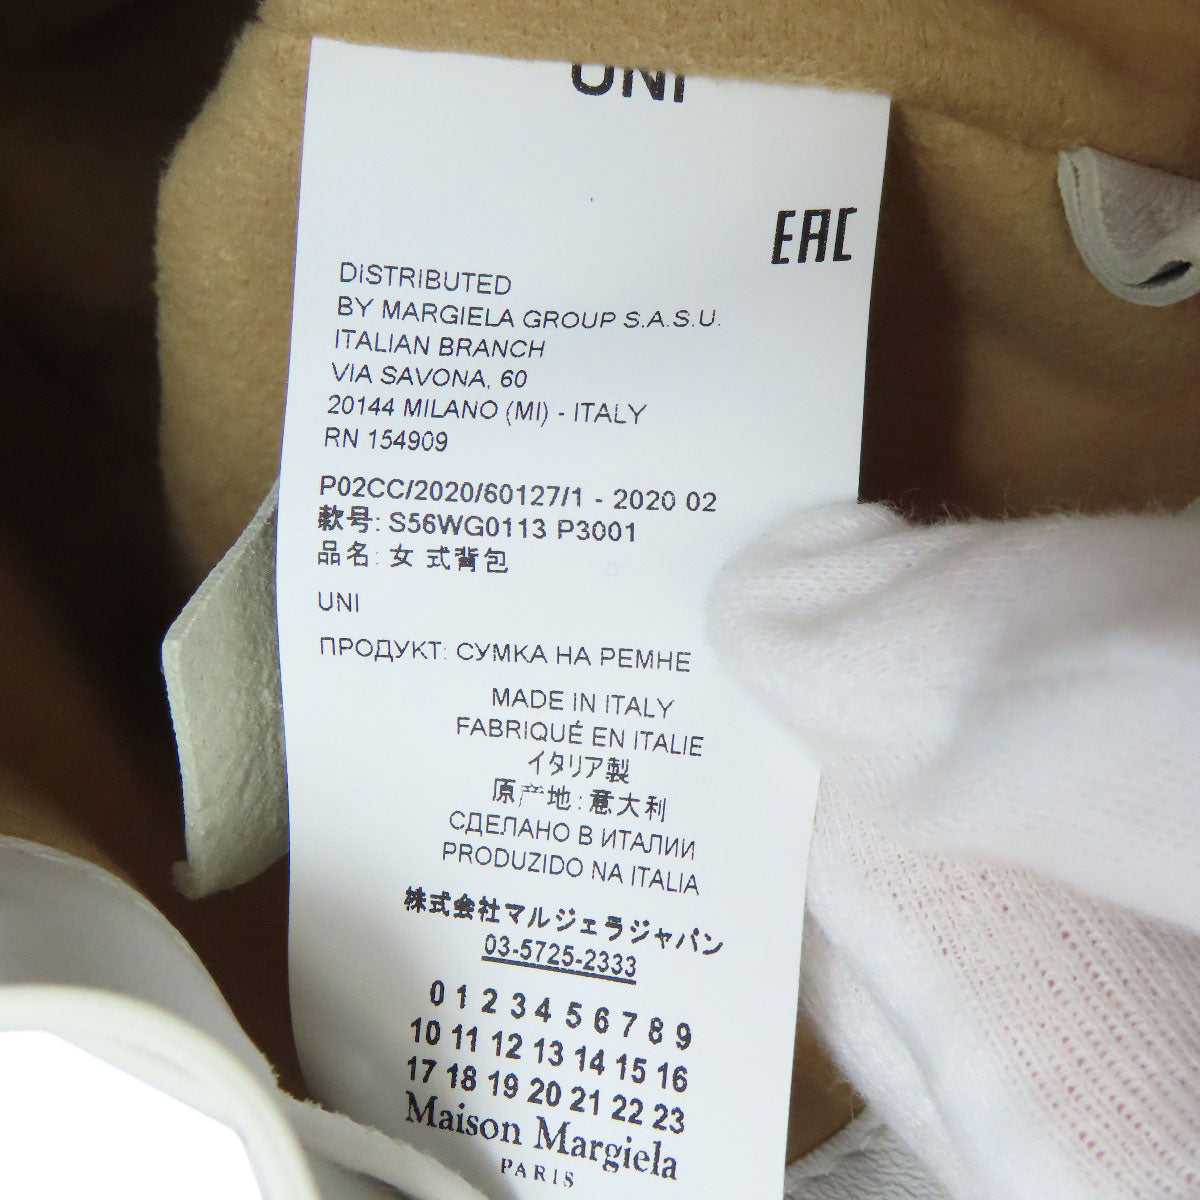 UNI
EAC
DISTRIBUTED
BY MARGIELA GROUP S.A.S.U.
ITALIAN BRANCH
VIA SAVONA, 60
20144 MILANO (MI) - ITALY
RN 154909
P02CC/2020/60127/1 - 2020 02
款号: S56WG0113 P3001
品名: 女 式背包
UNI
ПРОДУКТ: СУМКА НА РЕМНЕ
MADE IN ITALY
FABRIQUÉ EN ITALIE
イタリア製
原产地: 意大利
СДЕЛАНО В ИТАЛИИ
PRODUZIDO NA ITALIA
株式会社マルジェラジャパン
03-5725-2333
0 1 2 3 4 5 6 7 8 9
10 11 12 13 14 15 16
17 18 19 20 21 22 23
Maison Margiela
PARIS